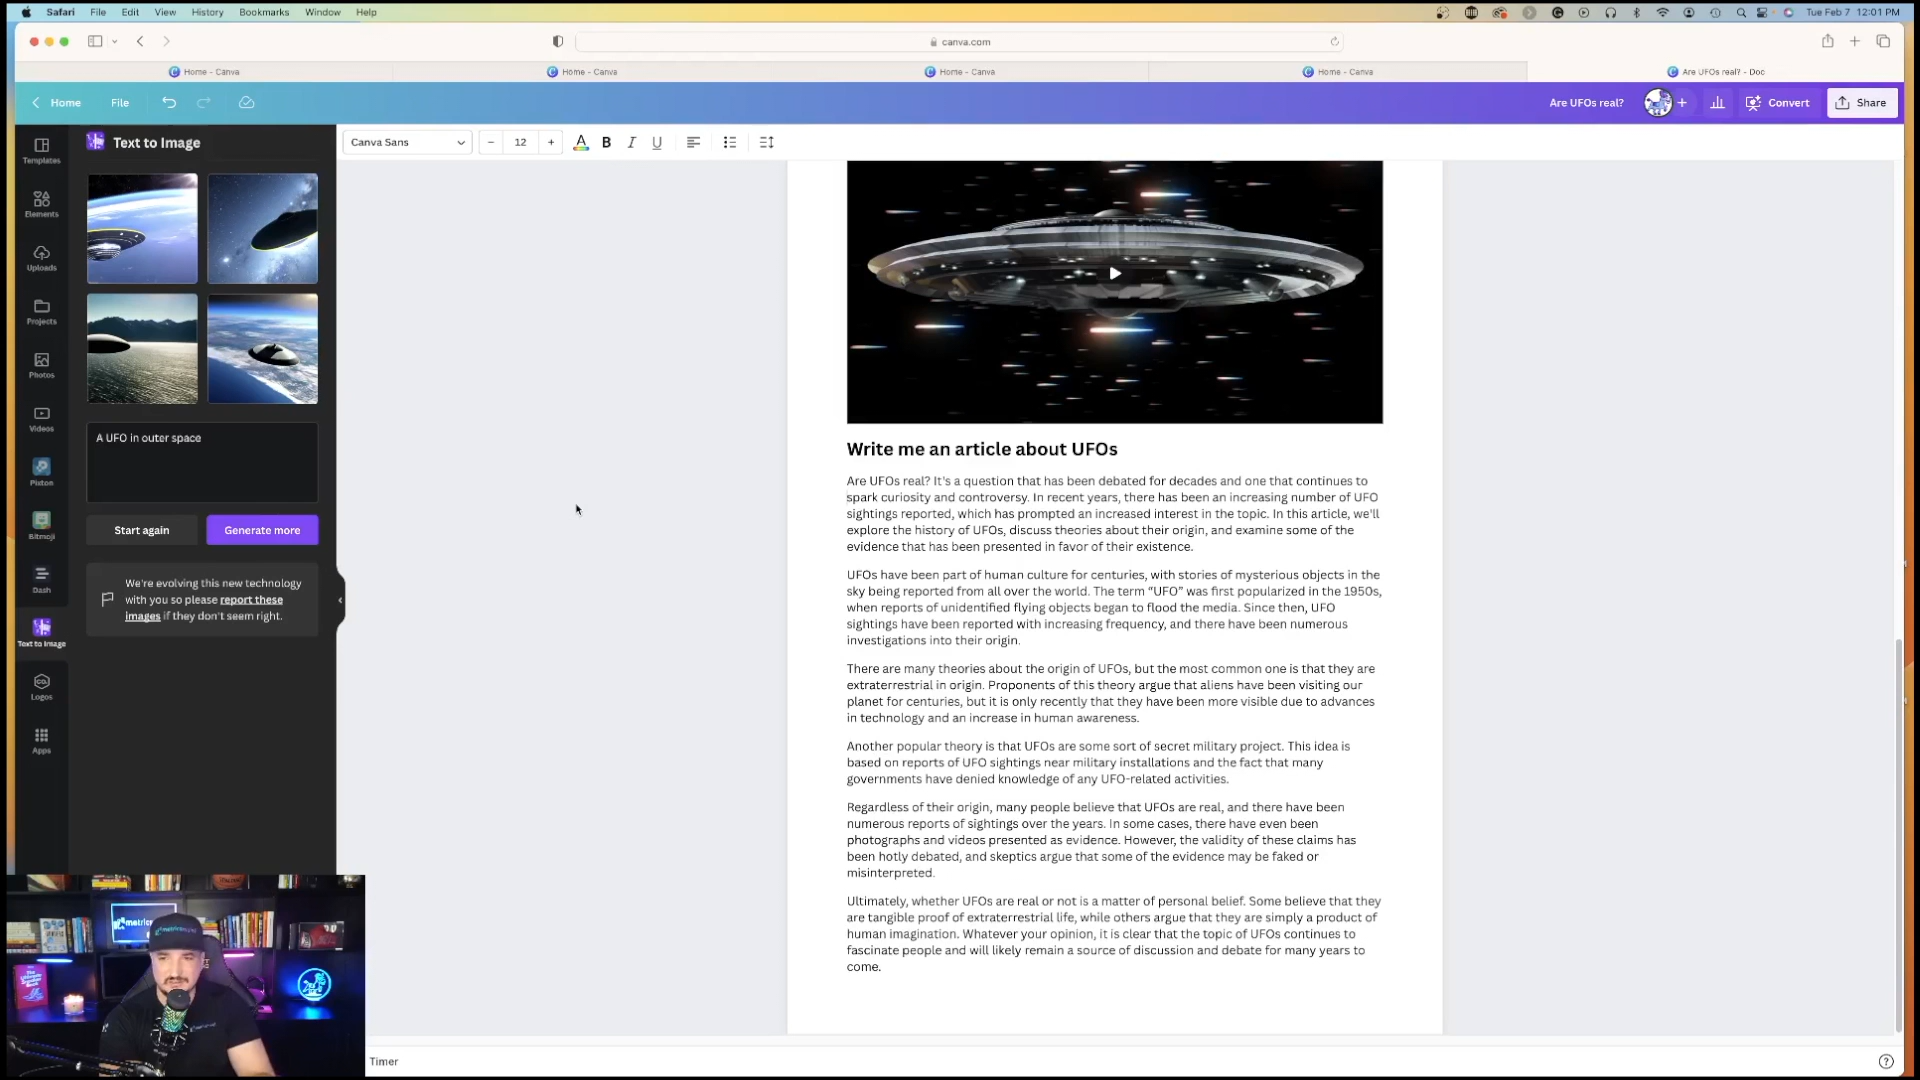 Safari File Edit View History Bookmarks Window Help
Tue Feb 7 12:01 PM
canva.com
Home - Canva
Home - Canva
Home - Canva
Home - Canva
Are UFOs real? - Doc
Home File
Are UFOs real?
Convert
Share
Templates
Elements
Uploads
Projects
Photos
Videos
Pixton
Bitmoji
Dash
Text to Image
Logos
Apps
Text to Image
A UFO in outer space
Start again
Generate more
We're evolving this new technology
with you so please report these
images if they don't seem right.
Canva Sans
12
A B I U
Write me an article about UFOs
Are UFOs real? It's a question that has been debated for decades and one that continues to
spark curiosity and controversy. In recent years, there has been an increasing number of UFO
sightings reported, which has prompted an increased interest in the topic. In this article, we'll
explore the history of UFOs, discuss theories about their origin, and examine some of the
evidence that has been presented in favor of their existence.
UFOs have been part of human culture for centuries, with stories of mysterious objects in the
sky being reported from all over the world. The term “UFO” was first popularized in the 1950s,
when reports of unidentified flying objects began to flood the media. Since then, UFO
sightings have been reported with increasing frequency, and there have been numerous
investigations into their origin.
There are many theories about the origin of UFOs, but the most common one is that they are
extraterrestrial in origin. Proponents of this theory argue that aliens have been visiting our
planet for centuries, but it is only recently that they have been more visible due to advances
in technology and an increase in human awareness.
Another popular theory is that UFOs are some sort of secret military project. This idea is
based on reports of UFO sightings near military installations and the fact that many
governments have denied knowledge of any UFO-related activities.
Regardless of their origin, many people believe that UFOs are real, and there have been
numerous reports of sightings over the years. In some cases, there have even been
photographs and videos presented as evidence. However, the validity of these claims has
been hotly debated, and skeptics argue that some of the evidence may be faked or
misinterpreted.
Ultimately, whether UFOs are real or not is a matter of personal belief. Some believe that they
are tangible proof of extraterrestrial life, while others argue that they are simply a product of
human imagination. Whatever your opinion, it is clear that the topic of UFOs continues to
fascinate people and will likely remain a source of discussion and debate for many years to
come.
Timer